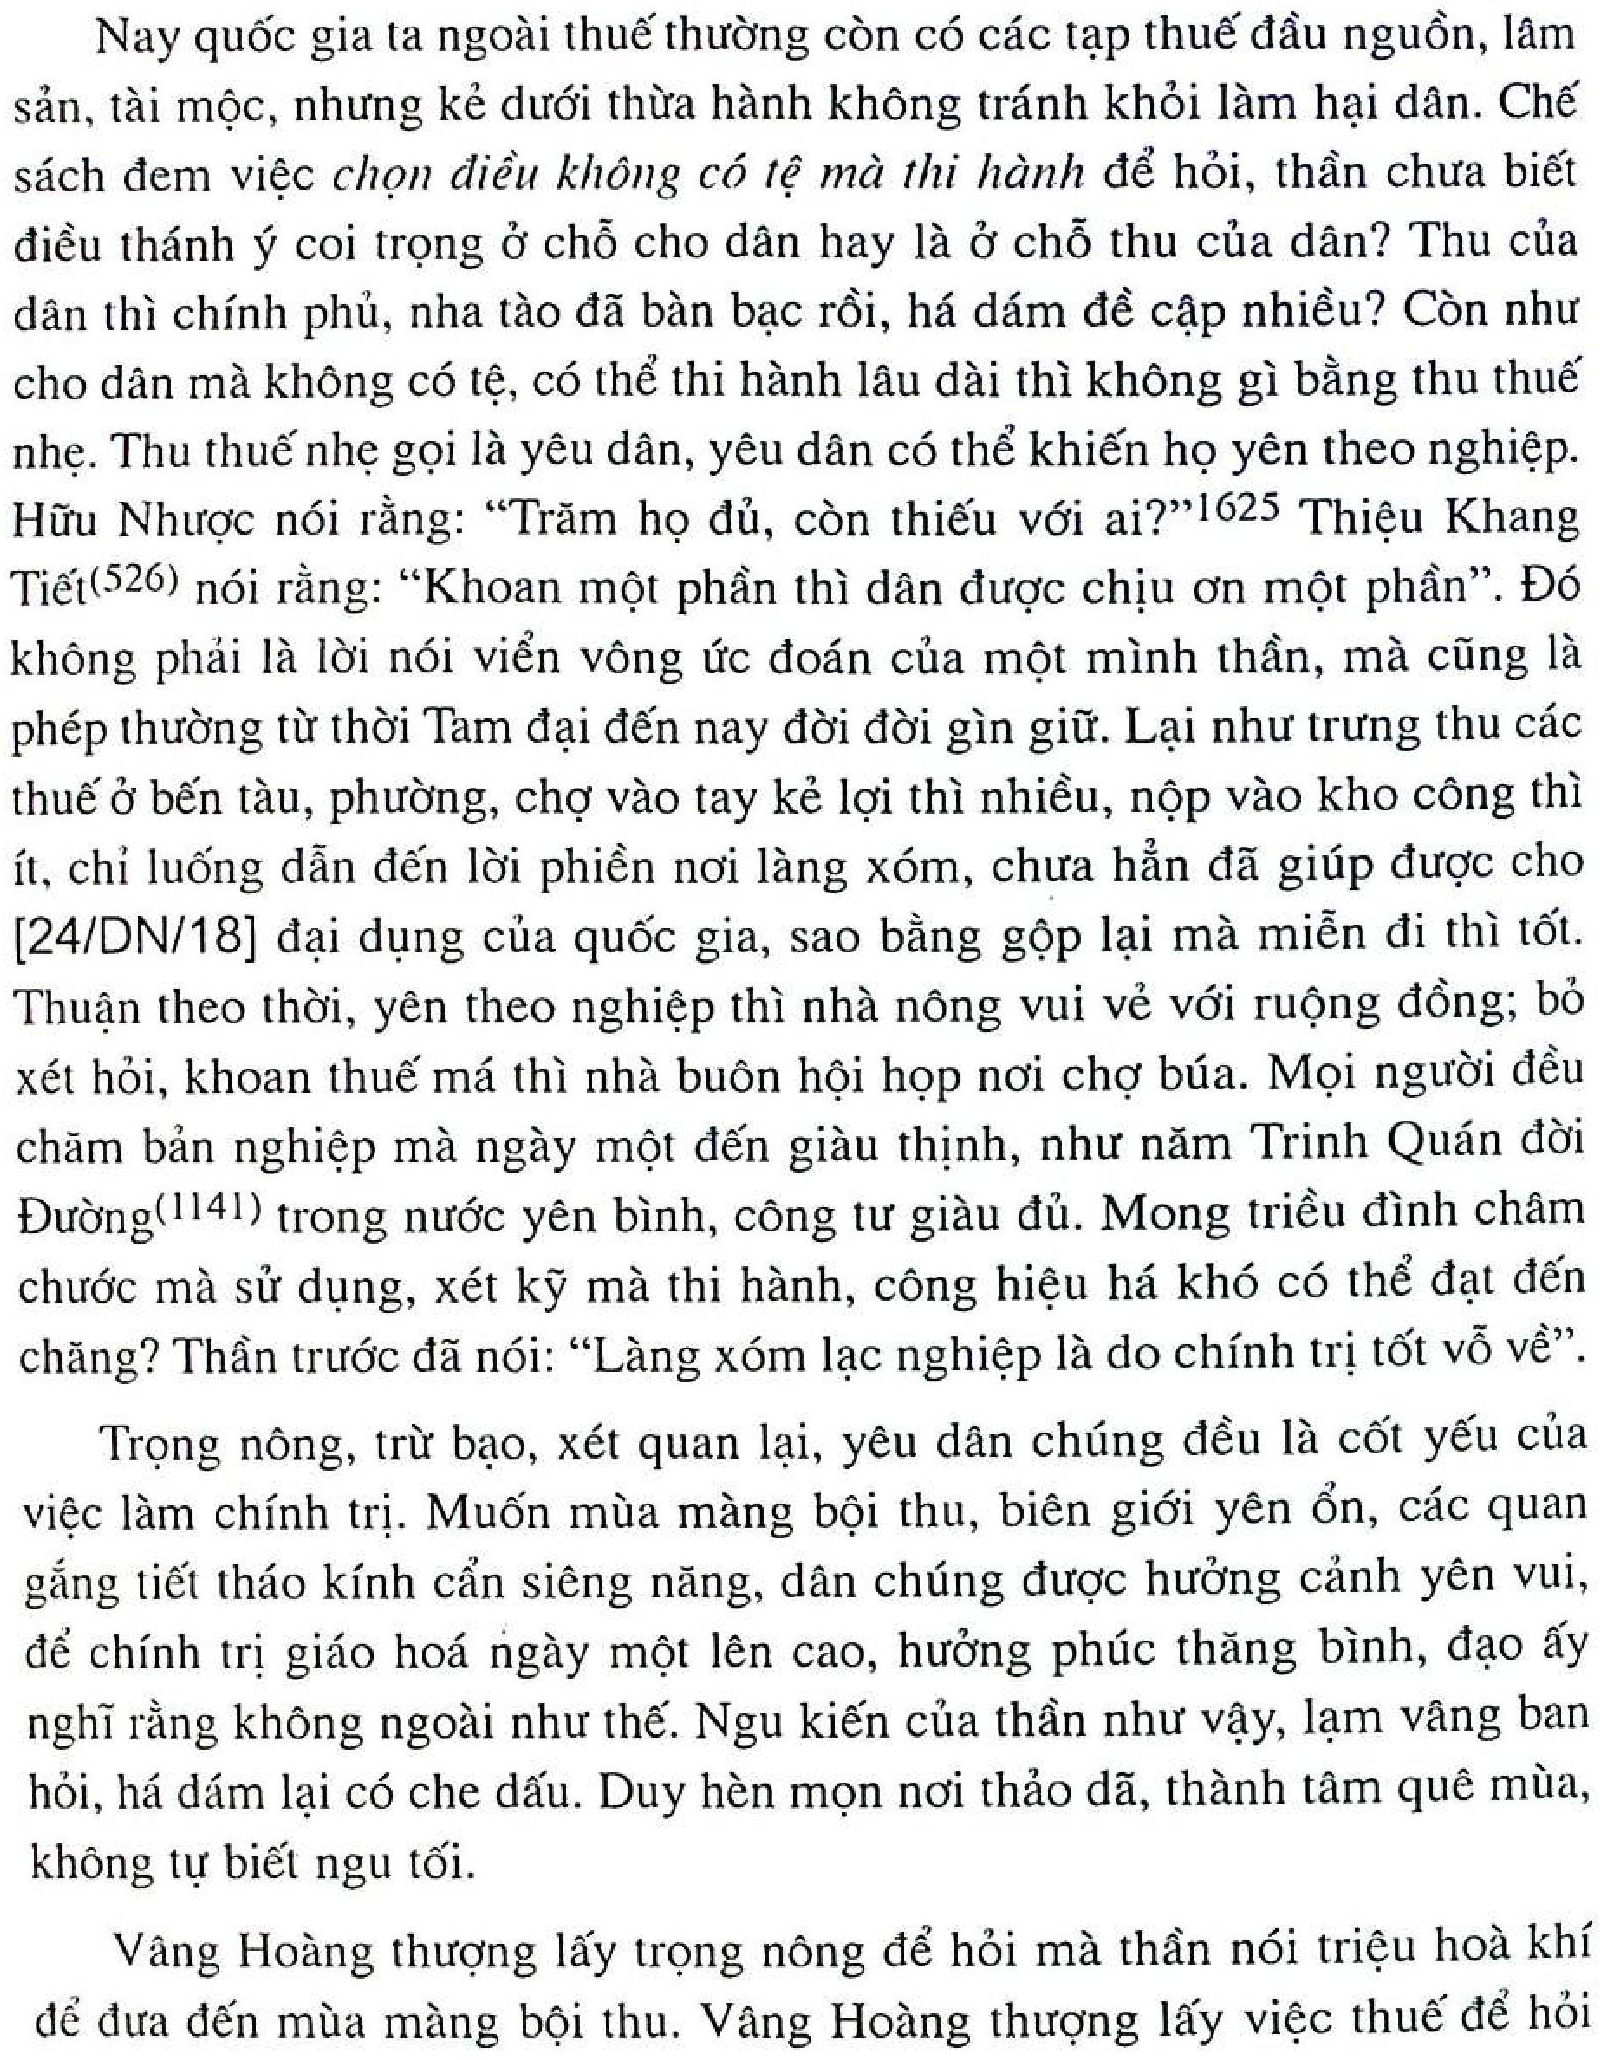 Nay quốc gia ta ngoài thuế thường còn có các tạp thuế đầu nguồn, lâm
sản, tài mộc, nhưng kẻ dưới thừa hành không tránh khỏi làm hại dân. Chế
sách đem việc chọn điều không có tệ mà thi hành để hỏi, thần chưa biết
điều thánh ý coi trọng ở chỗ cho dân hay là ở chỗ thu của dân? Thu của
dân thì chính phủ, nha tào đã bàn bạc rồi, há dám đề cập nhiều? Còn như
cho dân mà không có tệ, có thể thi hành lâu dài thì không gì bằng thu thuế
nhẹ. Thu thuế nhẹ gọi là yêu dân, yêu dân có thể khiến họ yên theo nghiệp.
Hữu Nhược nói rằng: “Trăm họ đủ, còn thiếu với ai?”1625 Thiệu Khang
Tiết(526) nói rằng: “Khoan một phần thì dân được chịu ơn một phần”. Đó
không phải là lời nói viển vông ức đoán của một mình thần, mà cũng là
phép thường từ thời Tam đại đến nay đời đời gìn giữ. Lại như trưng thu các
thuế ở bến tàu, phường, chợ vào tay kẻ lợi thì nhiều, nộp vào kho công thì
ít, chỉ luống dẫn đến lời phiền nơi làng xóm, chưa hẳn đã giúp được cho
[24/DN/18] đại dụng của quốc gia, sao bằng gộp lại mà miễn đi thì tốt.
Thuận theo thời, yên theo nghiệp thì nhà nông vui vẻ với ruộng đồng; bỏ
xét hỏi, khoan thuế má thì nhà buôn hội họp nơi chợ búa. Mọi người đều
chăm bản nghiệp mà ngày một đến giàu thịnh, như năm Trinh Quán đời
Đường(1141) trong nước yên bình, công tư giàu đủ. Mong triều đình châm
chước mà sử dụng, xét kỹ mà thi hành, công hiệu há khó có thể đạt đến
chăng? Thần trước đã nói: “Làng xóm lạc nghiệp là do chính trị tốt vỗ về”.
Trọng nông, trừ bạo, xét quan lại, yêu dân chúng đều là cốt yếu của
việc làm chính trị. Muốn mùa màng bội thu, biên giới yên ổn, các quan
gắng tiết tháo kính cẩn siêng năng, dân chúng được hưởng cảnh yên vui,
để chính trị giáo hoá ngày một lên cao, hưởng phúc thăng bình, đạo ấy
nghĩ rằng không ngoài như thế. Ngu kiến của thần như vậy, lạm vâng ban
hỏi, há dám lại có che dấu. Duy hèn mọn nơi thảo dã, thành tâm quê mùa,
không tự biết ngu tối.
Vâng Hoàng thượng lấy trọng nông để hỏi mà thần nói triệu hoà khí
để đưa đến mùa màng bội thu. Vâng Hoàng thượng lấy việc thuế để hỏi